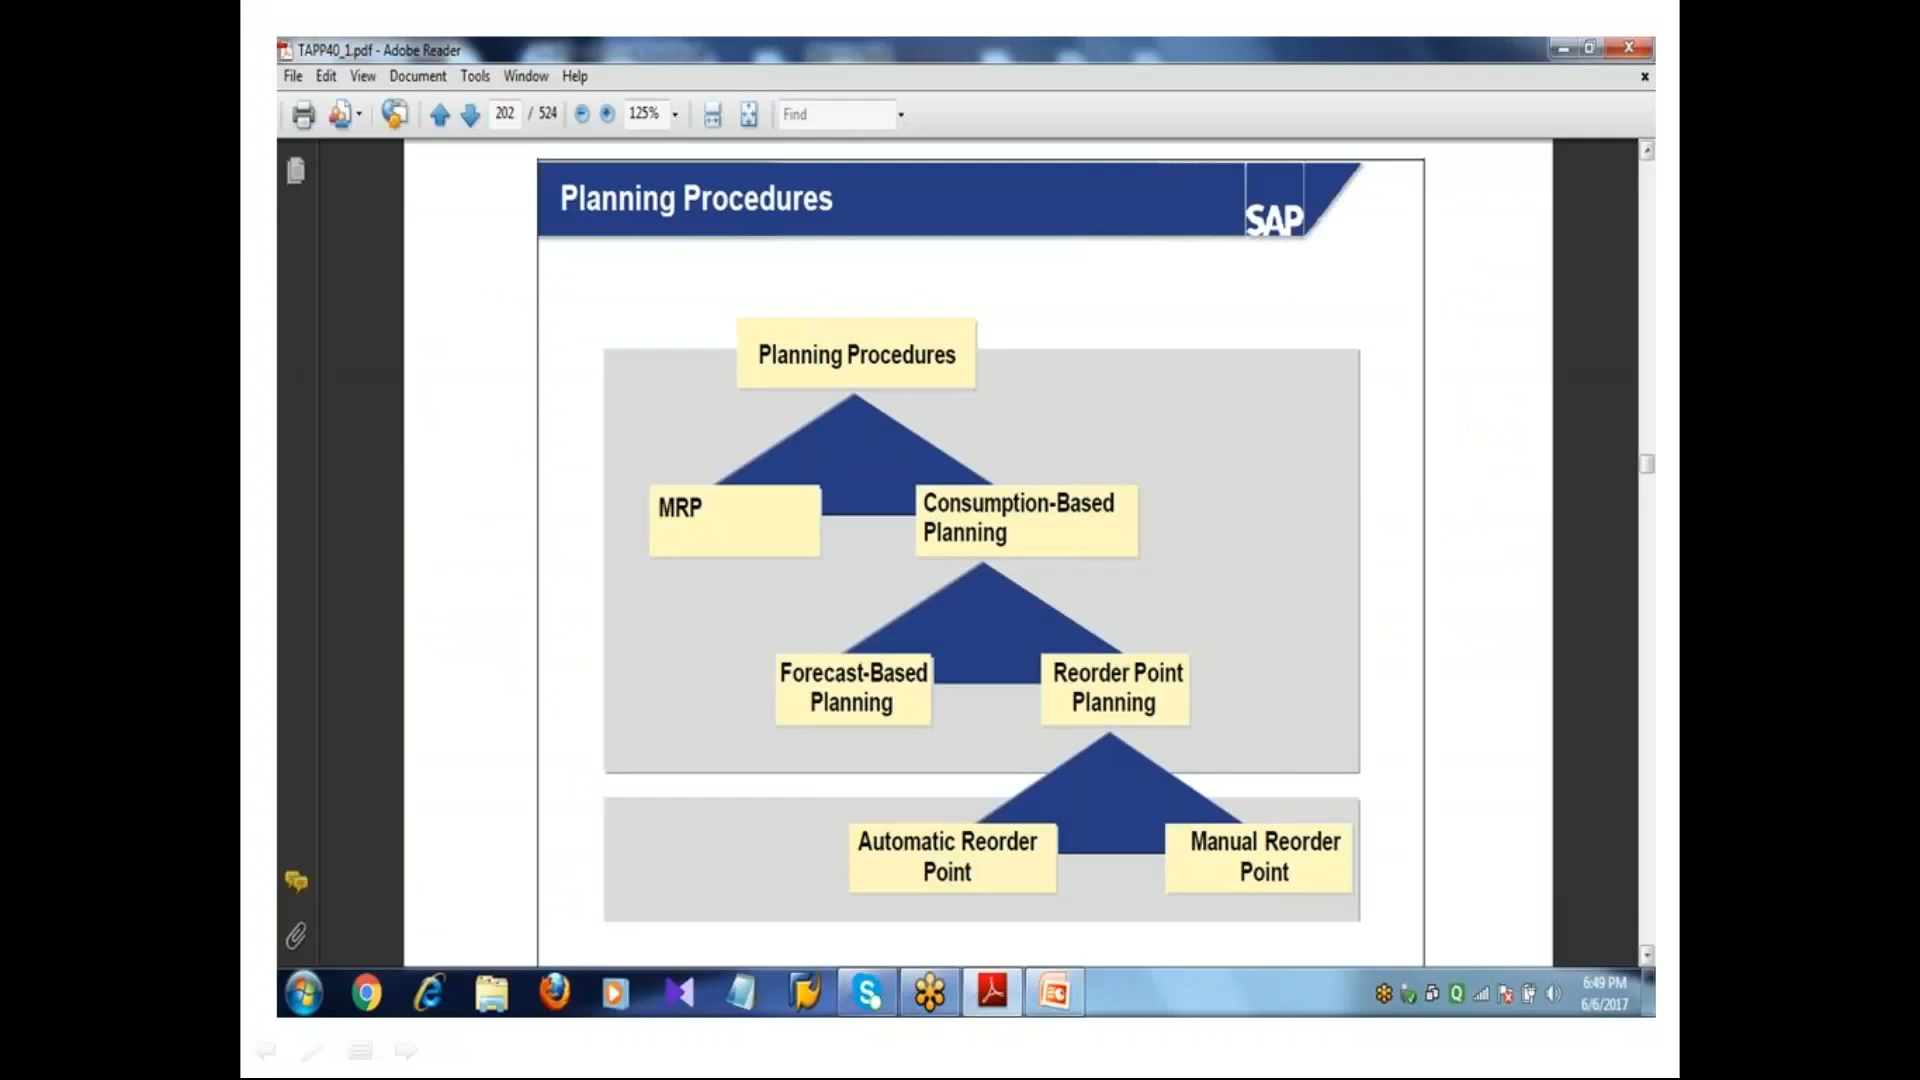 TAPP40_1.pdf - Adobe Reader
File Edit View Document Tools Window Help
202 / 524 125% Find
Planning Procedures
SAP
Planning Procedures
MRP
Consumption-Based
Planning
Forecast-Based
Planning
Reorder Point
Planning
Automatic Reorder
Point
Manual Reorder
Point
6:49 PM
6/6/2017